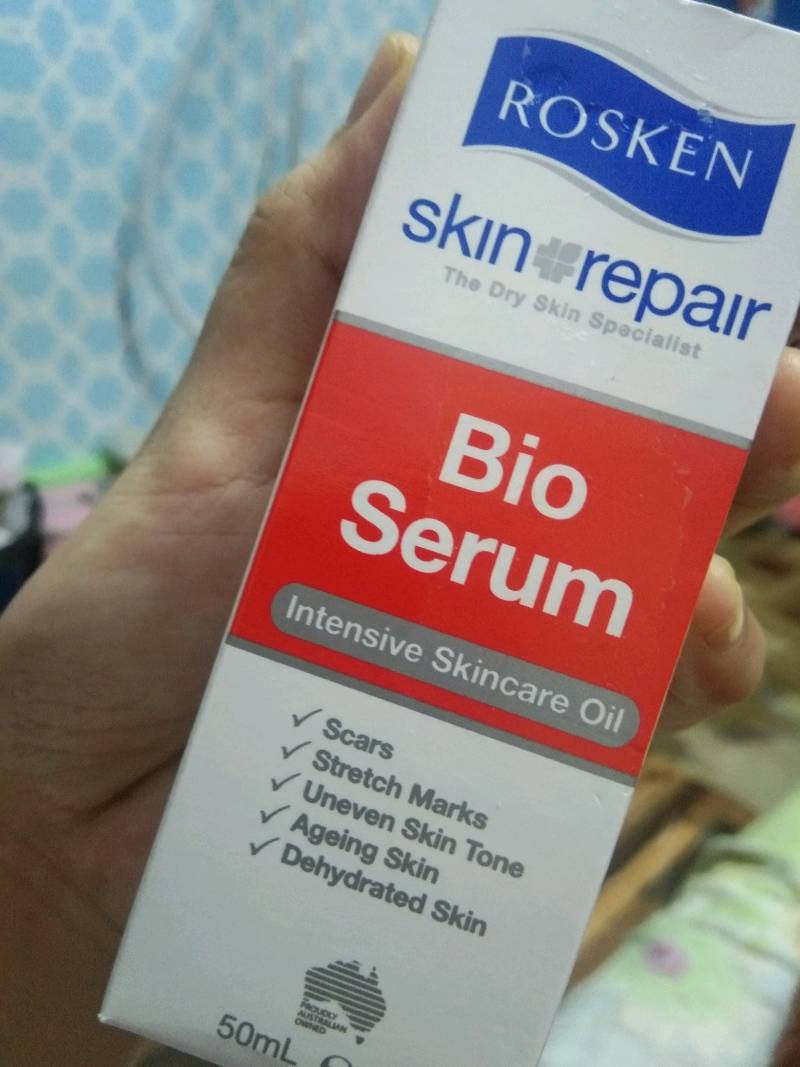 ROSKEN
skin repair
The Dry Skin Specialist
Bio
Serum
Intensive Skincare Oil
✓ Scars
✓ Stretch Marks
✓ Uneven Skin Tone
✓ Ageing Skin
✓ Dehydrated Skin
PROUDLY
AUSTRALIAN
OWNED
50mL